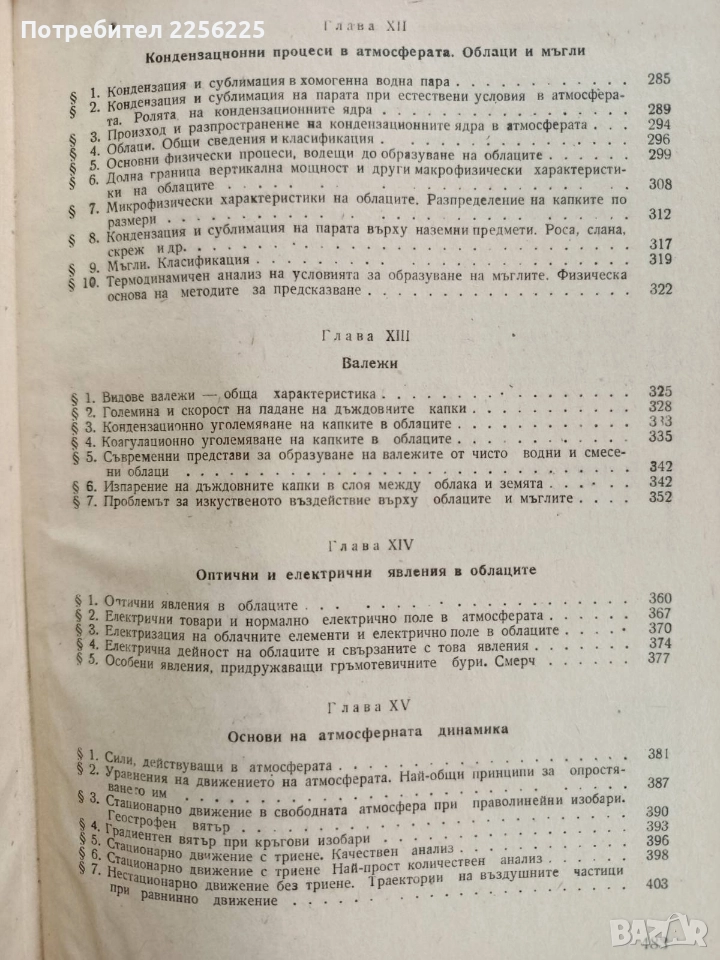 Потребител 2256225
Глава XII
Кондензационни процеси в атмосферата. Облаци и мъгли
§ 1. Кондензация и сублимация в хомогенна водна пара . . . . . . . . . . . 285
§ 2. Кондензация и сублимация на парата при естествени условия в атмосфера-
та. Ролята на кондензационните ядра . . . . . . . . . . . 289
§ 3. Произход и разпространение на кондензационните ядра в атмосферата . . . 294
§ 4. Облаци. Общи сведения и класификация . . . . . . . . . . . 296
§ 5. Основни физически процеси, водещи до образуване на облаците . . . . . . 299
§ 6. Долна граница вертикална мощност и други макрофизически характеристи-
ки на облаците . . . . . . . . . . . 308
§ 7. Микрофизически характеристики на облаците. Разпределение на капките по
размери . . . . . . . . . . . 312
§ 8. Кондензация и сублимация на парата върху наземни предмети. Роса, слана,
скреж и др. . . . . . . . . . . . 317
§ 9. Мъгли. Класификация . . . . . . . . . . . 319
§ 10. Термодинамичен анализ на условията за образуване на мъглите. Физическа
основа на методите за предсказване . . . . . . . . . . . 322
Глава XIII
Валежи
§ 1. Видове валежи — обща характеристика . . . . . . . . . . . 325
§ 2. Големина и скорост на падане на дъждовните капки . . . . . . . . . 328
§ 3. Кондензационо уголемяване на капките в облаците . . . . . . . . . 333
§ 4. Коагулационно уголемяване на капките в облаците . . . . . . . . . 335
§ 5. Съвременни представи за образуване на валежите от чисто водни и смесе-
ни облаци . . . . . . . . . . . 342
§ 6. Изпарение на дъждовните капки в слоя между облака и земята . . . . . 342
§ 7. Проблемът за изкуственото въздействие върху облаците и мъглите . . . . 352
Глава XIV
Оптични и електрични явления в облаците
§ 1. Оптични явления в облаците . . . . . . . . . . . 360
§ 2. Електрични товари и нормално електрично поле в атмосферата . . . . . 367
§ 3. Електризация на облачните елементи и електрично поле в облаците . . . . 370
§ 4. Електрична дейност на облаците и свързаните с това явления . . . . . 374
§ 5. Особени явления, придружаващи гръмотевичните бури. Смерч . . . . . 377
Глава XV
Основи на атмосферната динамика
§ 1. Сили, действуващи в атмосферата . . . . . . . . . . . 381
§ 2. Уравнения на движението на атмосферата. Най-общи принципи за опростя-
ването им . . . . . . . . . . . 387
§ 3. Стационарно движение в свободната атмосфера при праволинейни изобари.
Геострофен вятър . . . . . . . . . . . 390
§ 4. Градиентен вятър при кръгови изобари . . . . . . . . . . . 393
§ 5. Стационарно движение с триене. Качествен анализ . . . . . . . . . 396
§ 6. Стационарно движение с триене Най-прост количествен анализ . . . . . 398
§ 7. Нестационарно движение без триене. Траектории на въздушните частици
при равнинно движение . . . . . . . . . . . 403
bazar